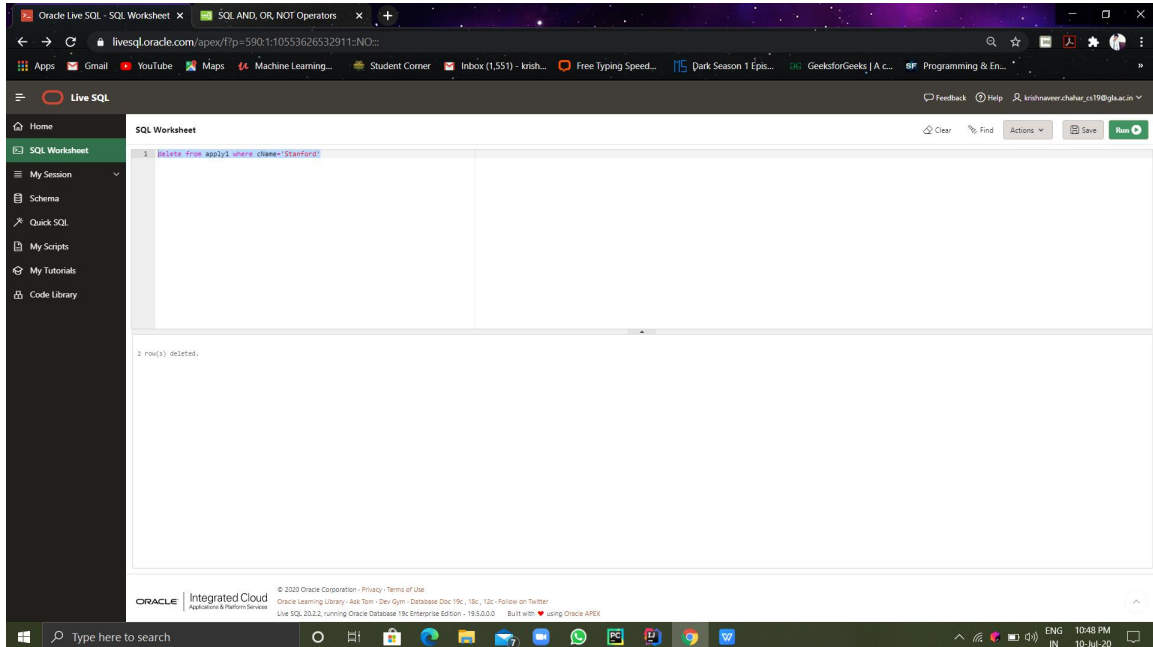 Oracle Live SQL - SQL Worksheet
SQL AND, OR, NOT Operators
livesql.oracle.com/apex/f?p=590:1:10553626532911::NO:::
Apps Gmail YouTube Maps Machine Learning... Student Corner Inbox (1,551) - krish... Free Typing Speed... Dark Season 1 Epis... GeeksforGeeks | A c... SF Programming & En... »
Live SQL
Feedback Help krishnaveer.chahar_cs19@gla.ac.in
Home
SQL Worksheet
My Session
Schema
Quick SQL
My Scripts
My Tutorials
Code Library
SQL Worksheet
Clear Find Actions Save Run
1 delete from apply1 where cName='Stanford'
2 row(s) deleted.
ORACLE Integrated Cloud
Applications & Platform Services
© 2020 Oracle Corporation · Privacy · Terms of Use
Oracle Learning Library · Ask Tom · Dev Gym · Database Doc 19c , 18c , 12c · Follow on Twitter
Live SQL 20.2.2, running Oracle Database 19c Enterprise Edition - 19.5.0.0.0 Built with ❤ using Oracle APEX
Type here to search
7
PC
IJ
W
ENG
IN
10:48 PM
10-Jul-20